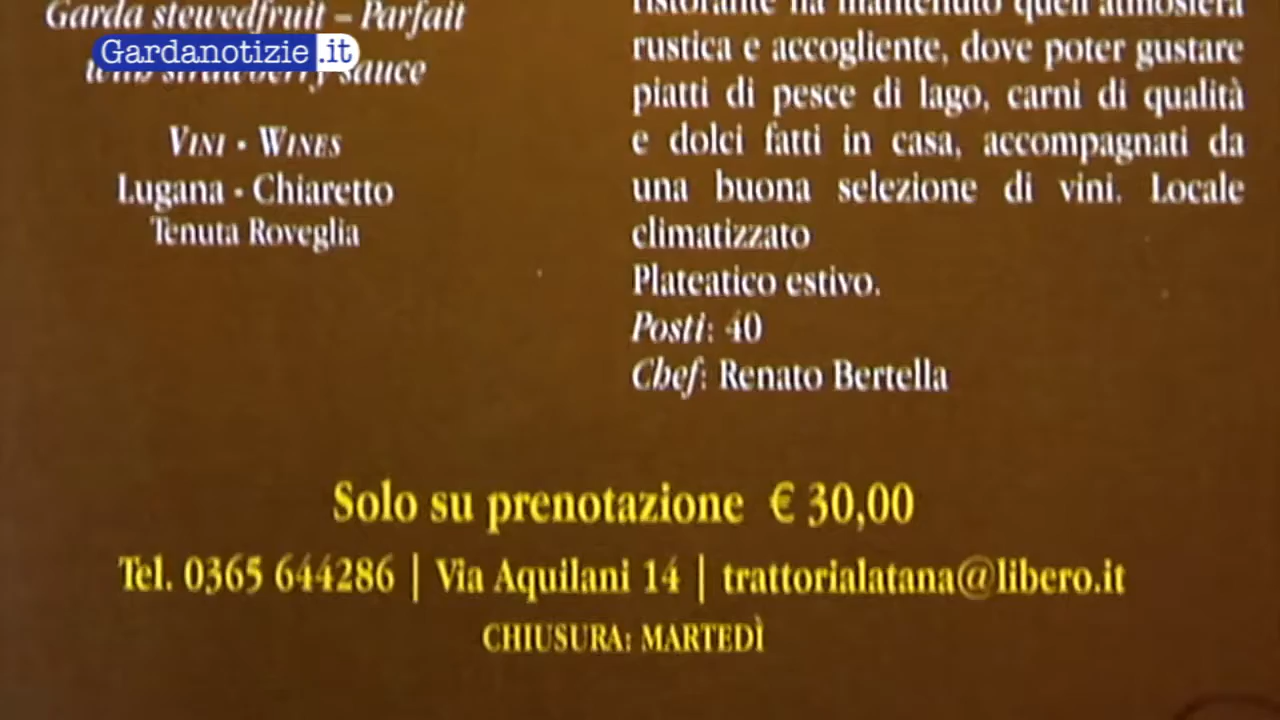 Garda stewedfruit – Parfait
Gardanotizie.it
sauce
VINI • WINES
Lugana • Chiaretto
Tenuta Roveglia
ristorante ha mantenuto quell'atmosfera
rustica e accogliente, dove poter gustare
piatti di pesce di lago, carni di qualità
e dolci fatti in casa, accompagnati da
una buona selezione di vini. Locale
climatizzato
Plateatico estivo.
Posti: 40
Chef: Renato Bertella
Solo su prenotazione € 30,00
Tel. 0365 644286 | Via Aquilani 14 | trattorialatana@libero.it
CHIUSURA: MARTEDÌ